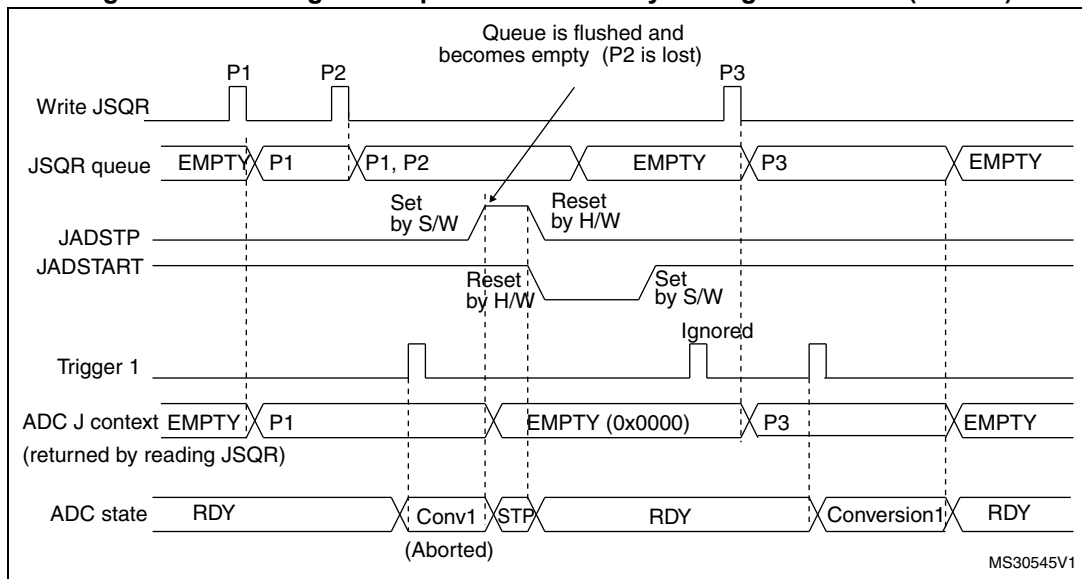 Queue is flushed and
becomes empty (P2 is lost)
P1 P2 P3
Write JSQR
JSQR queue EMPTY P1 P1, P2 EMPTY P3 EMPTY
Set
by S/W
Reset
by H/W
JADSTP
JADSTART
Reset
by H/W
Set
by S/W
Ignored
Trigger 1
ADC J context EMPTY P1 EMPTY (0x0000) P3 EMPTY
(returned by reading JSQR)
ADC state RDY Conv1 STP RDY Conversion1 RDY
(Aborted)
MS30545V1